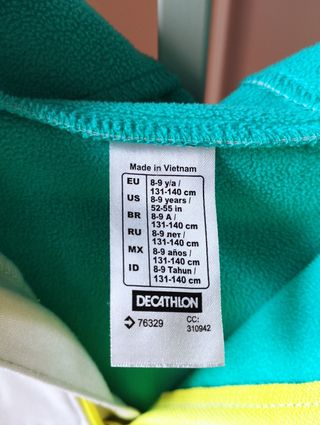 Made in Vietnam
EU 8-9 y/a /
131-140 cm
US 8-9 years /
52-55 in
BR 8-9 A /
131-140 cm
RU 8-9 лет /
131-140 cm
MX 8-9 años /
131-140 cm
ID 8-9 Tahun /
131-140 cm
DECATHLON
76329 CC:
310942